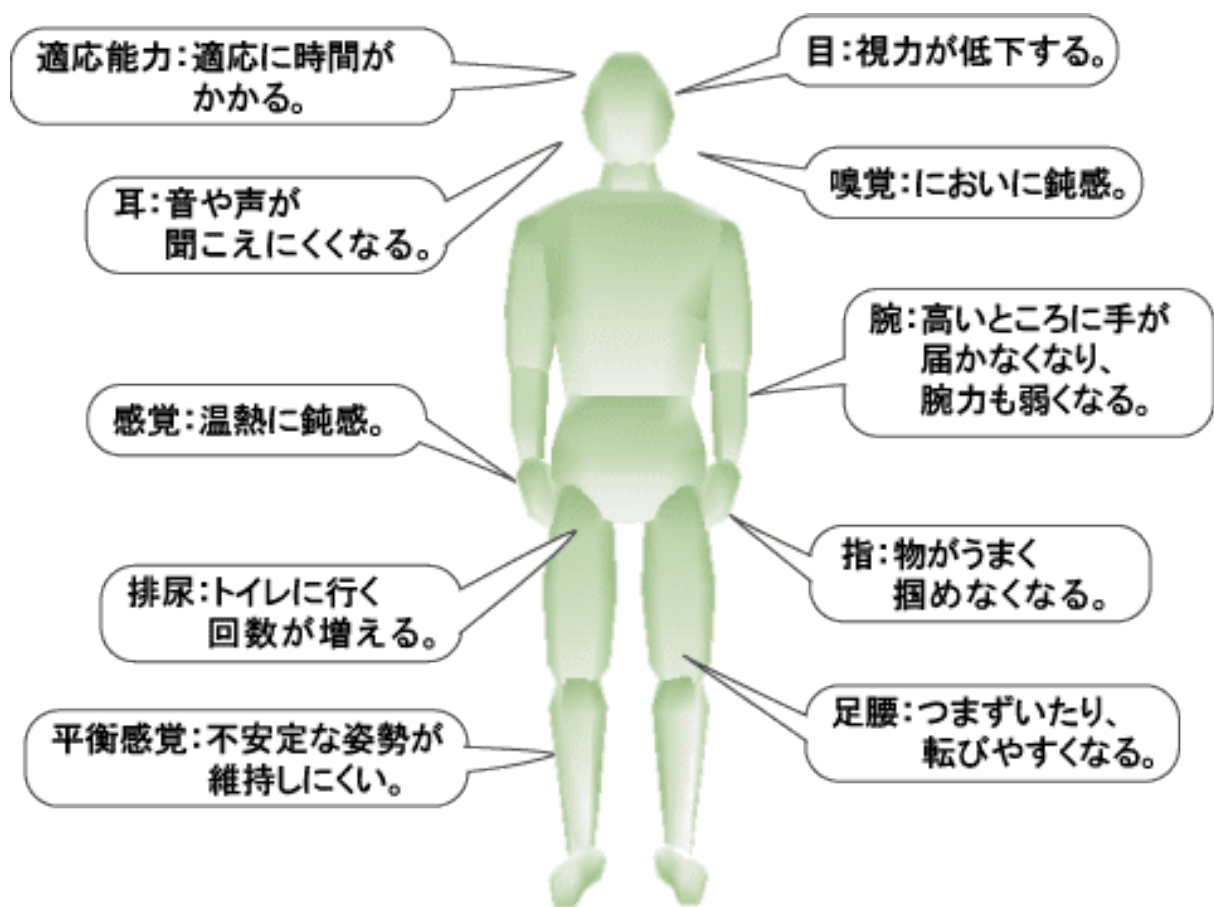 適応能力：適応に時間が
かかる。
目：視力が低下する。
耳：音や声が
聞こえにくくなる。
嗅覚：においに鈍感。
腕：高いところに手が
届かなくなり、
腕力も弱くなる。
感覚：温熱に鈍感。
指：物がうまく
掴めなくなる。
排尿：トイレに行く
回数が増える。
足腰：つまずいたり、
転びやすくなる。
平衡感覚：不安定な姿勢が
維持しにくい。